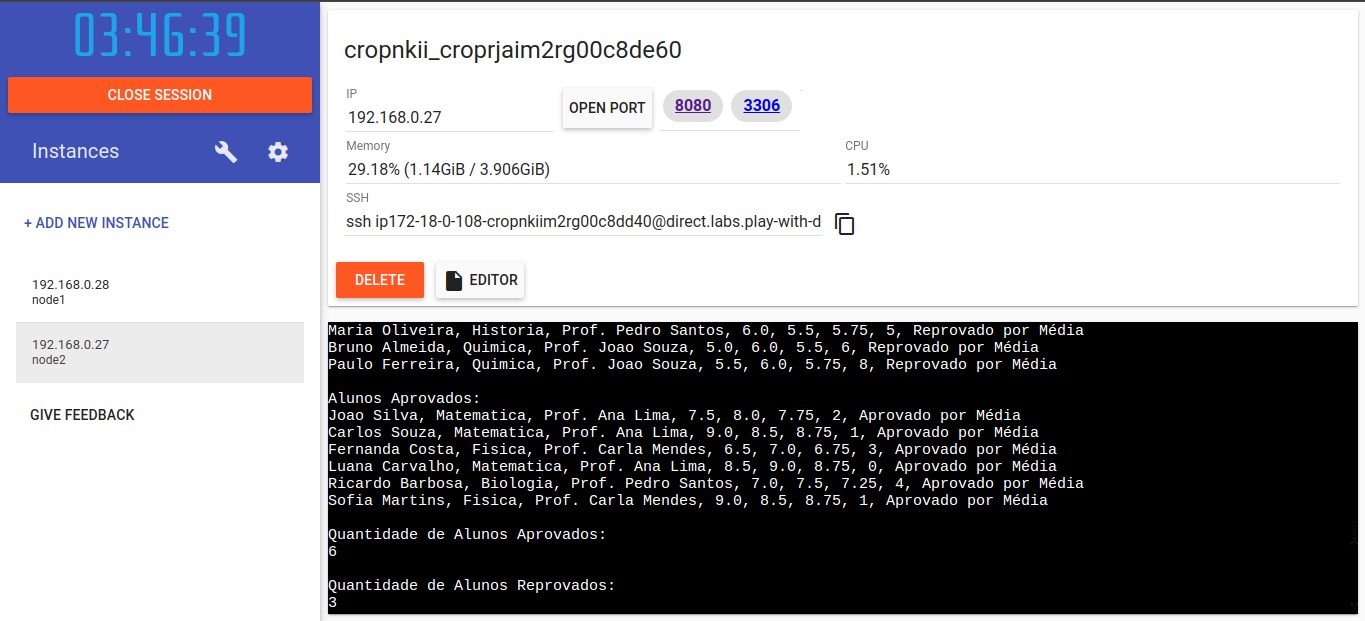 03:46:39
CLOSE SESSION
Instances
+ ADD NEW INSTANCE
192.168.0.28
node1
192.168.0.27
node2
GIVE FEEDBACK
cropnkii_croprjaim2rg00c8de60
IP
192.168.0.27
OPEN PORT
8080
3306
Memory
29.18% (1.14GiB / 3.906GiB)
CPU
1.51%
SSH
ssh ip172-18-0-108-cropnkiim2rg00c8dd40@direct.labs.play-with-d
DELETE
EDITOR
Maria Oliveira, Historia, Prof. Pedro Santos, 6.0, 5.5, 5.75, 5, Reprovado por Média
Bruno Almeida, Quimica, Prof. Joao Souza, 5.0, 6.0, 5.5, 6, Reprovado por Média
Paulo Ferreira, Quimica, Prof. Joao Souza, 5.5, 6.0, 5.75, 8, Reprovado por Média
Alunos Aprovados:
Joao Silva, Matematica, Prof. Ana Lima, 7.5, 8.0, 7.75, 2, Aprovado por Média
Carlos Souza, Matematica, Prof. Ana Lima, 9.0, 8.5, 8.75, 1, Aprovado por Média
Fernanda Costa, Fisica, Prof. Carla Mendes, 6.5, 7.0, 6.75, 3, Aprovado por Média
Luana Carvalho, Matematica, Prof. Ana Lima, 8.5, 9.0, 8.75, 0, Aprovado por Média
Ricardo Barbosa, Biologia, Prof. Pedro Santos, 7.0, 7.5, 7.25, 4, Aprovado por Média
Sofia Martins, Fisica, Prof. Carla Mendes, 9.0, 8.5, 8.75, 1, Aprovado por Média
Quantidade de Alunos Aprovados:
6
Quantidade de Alunos Reprovados:
3